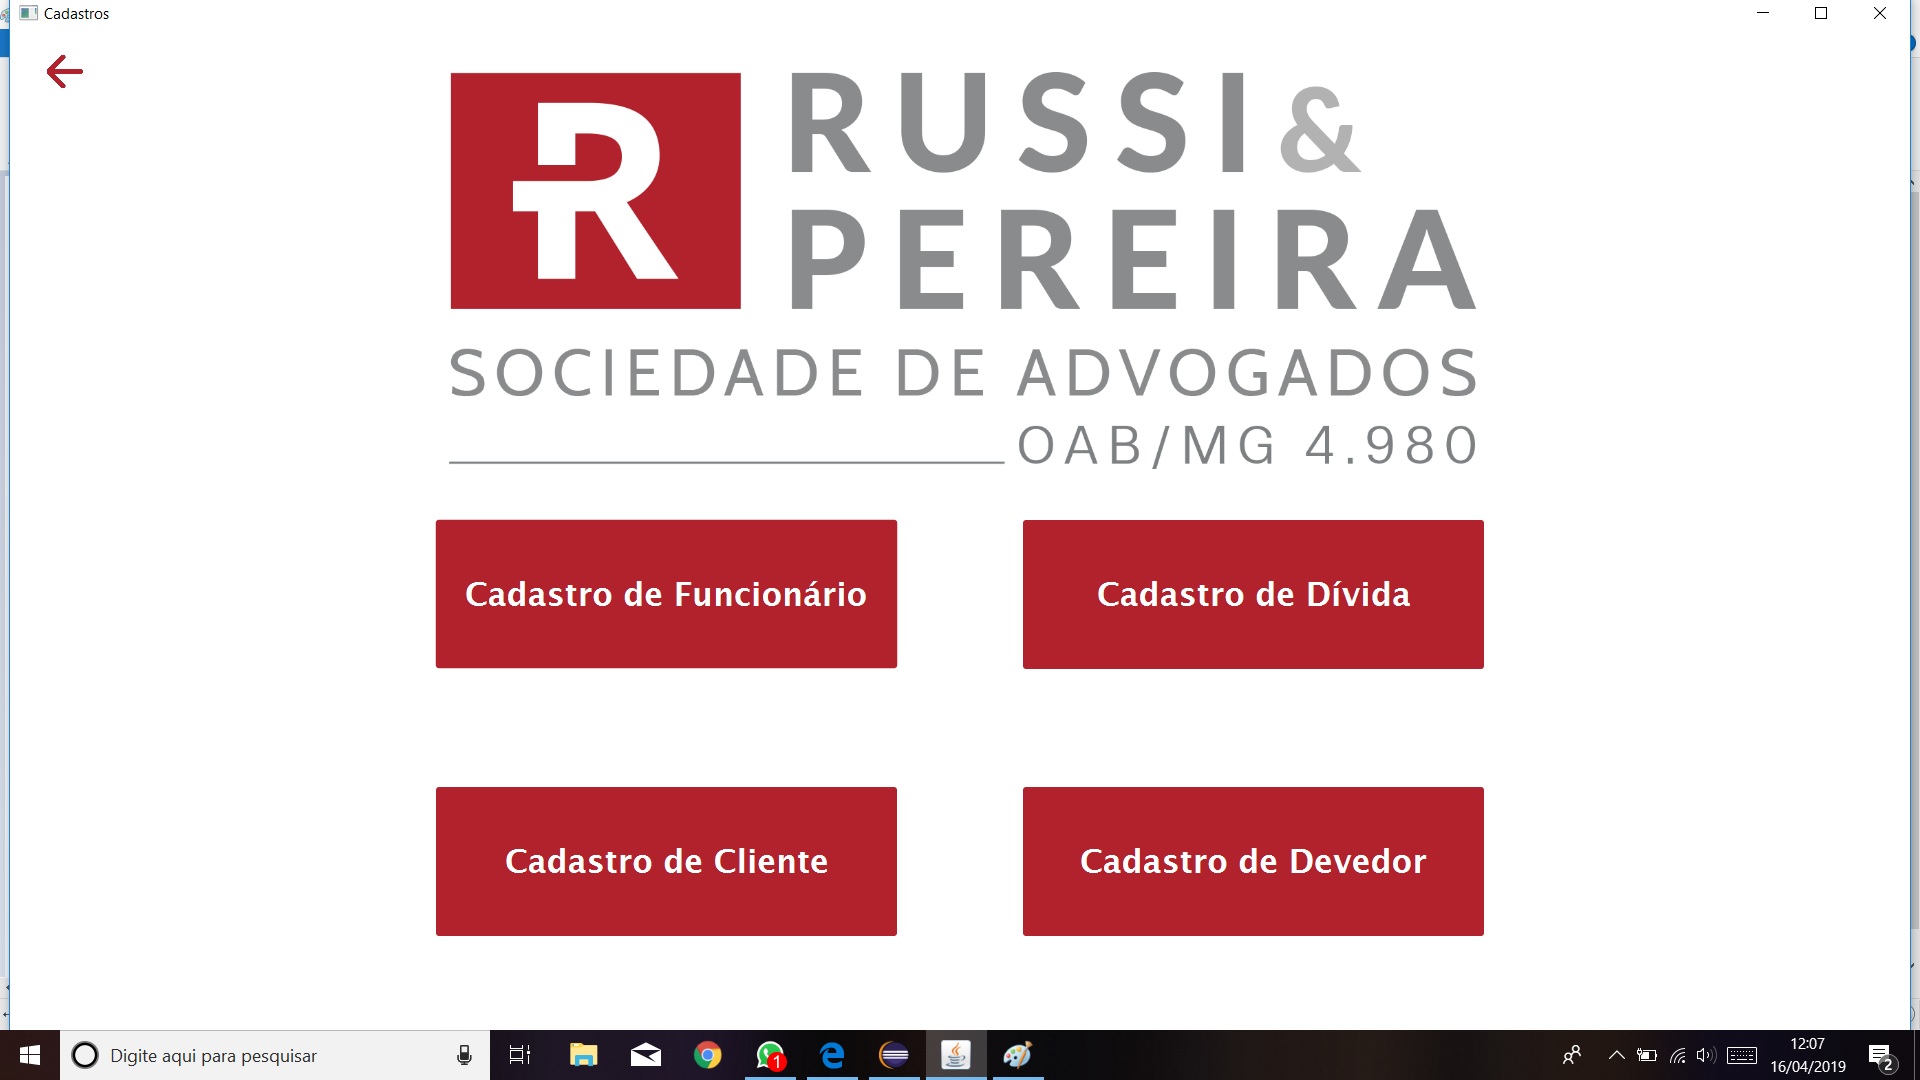 Cadastros
R
RUSSI &
PEREIRA
SOCIEDADE DE ADVOGADOS
OAB/MG 4.980
Cadastro de Funcionário
Cadastro de Dívida
Cadastro de Cliente
Cadastro de Devedor
Digite aqui para pesquisar
1
12:07
16/04/2019
2